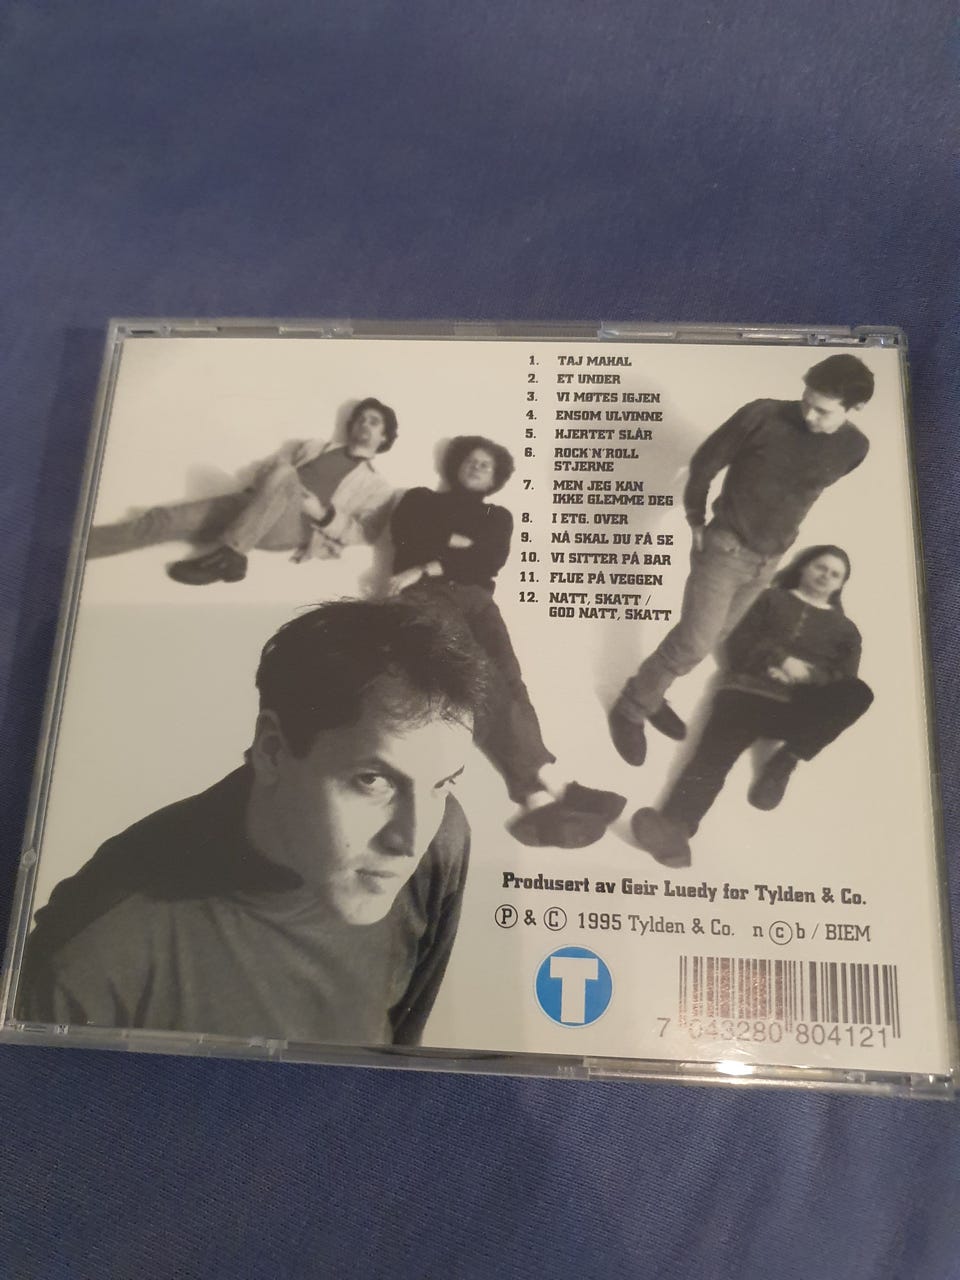 1. TAJ MAHAL
2. ET UNDER
3. VI MØTES IGJEN
4. ENSOM ULVINNE
5. HJERTET SLÅR
6. ROCK'N'ROLL
STJERNE
7. MEN JEG KAN
IKKE GLEMME DEG
8. I ETG. OVER
9. NÅ SKAL DU FÅ SE
10. VI SITTER PÅ BAR
11. FLUE PÅ VEGGEN
12. NATT, SKATT /
GOD NATT, SKATT
Produsert av Geir Luedy for Tylden & Co.
Ⓟ & Ⓒ 1995 Tylden & Co. n ⓒ b / BIEM
T
7 043280 804121